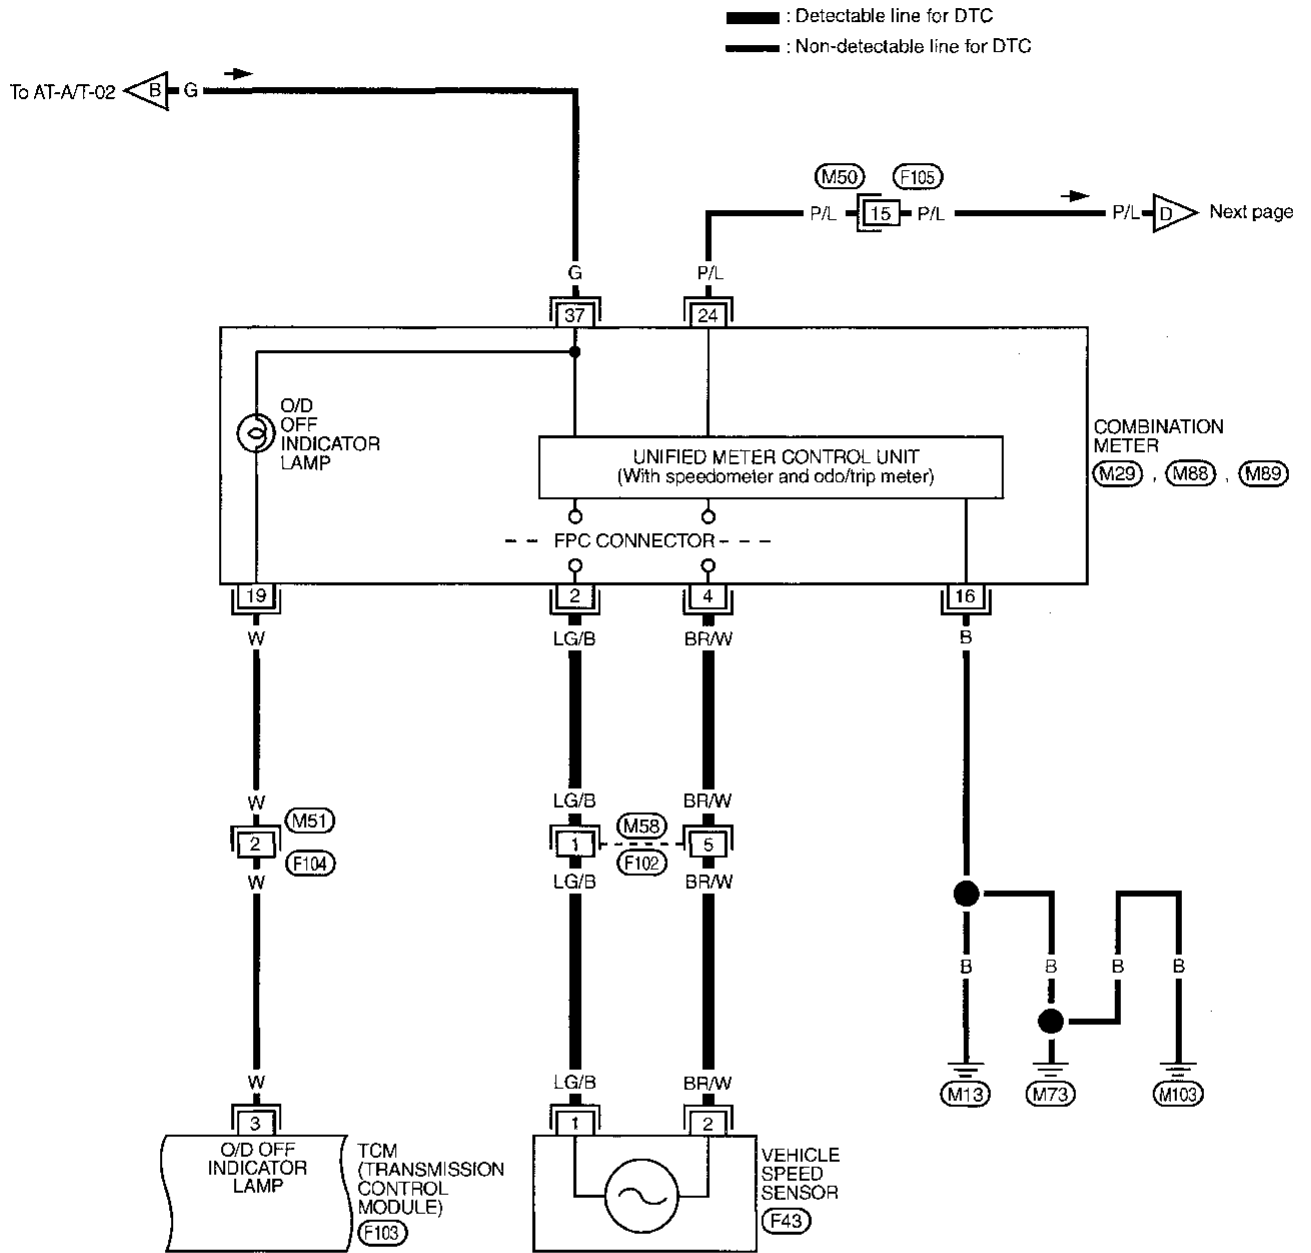 : Detectable line for DTC
: Non-detectable line for DTC
To AT-A/T-02 B G
M50 F105
P/L 15 P/L P/L D Next page
G P/L
37 24
O/D
OFF
INDICATOR
LAMP
UNIFIED METER CONTROL UNIT
(With speedometer and odo/trip meter)
COMBINATION
METER
M29 , M88 , M89
FPC CONNECTOR
19 2 4 16
W LG/B BR/W B
W LG/B BR/W
M51 M58
2 1 5
F104 F102
W LG/B BR/W
B B B B
W LG/B BR/W
M13 M73 M103
3 1 2
O/D OFF
INDICATOR
LAMP
TCM
(TRANSMISSION
CONTROL
MODULE)
F103
VEHICLE
SPEED
SENSOR
F43